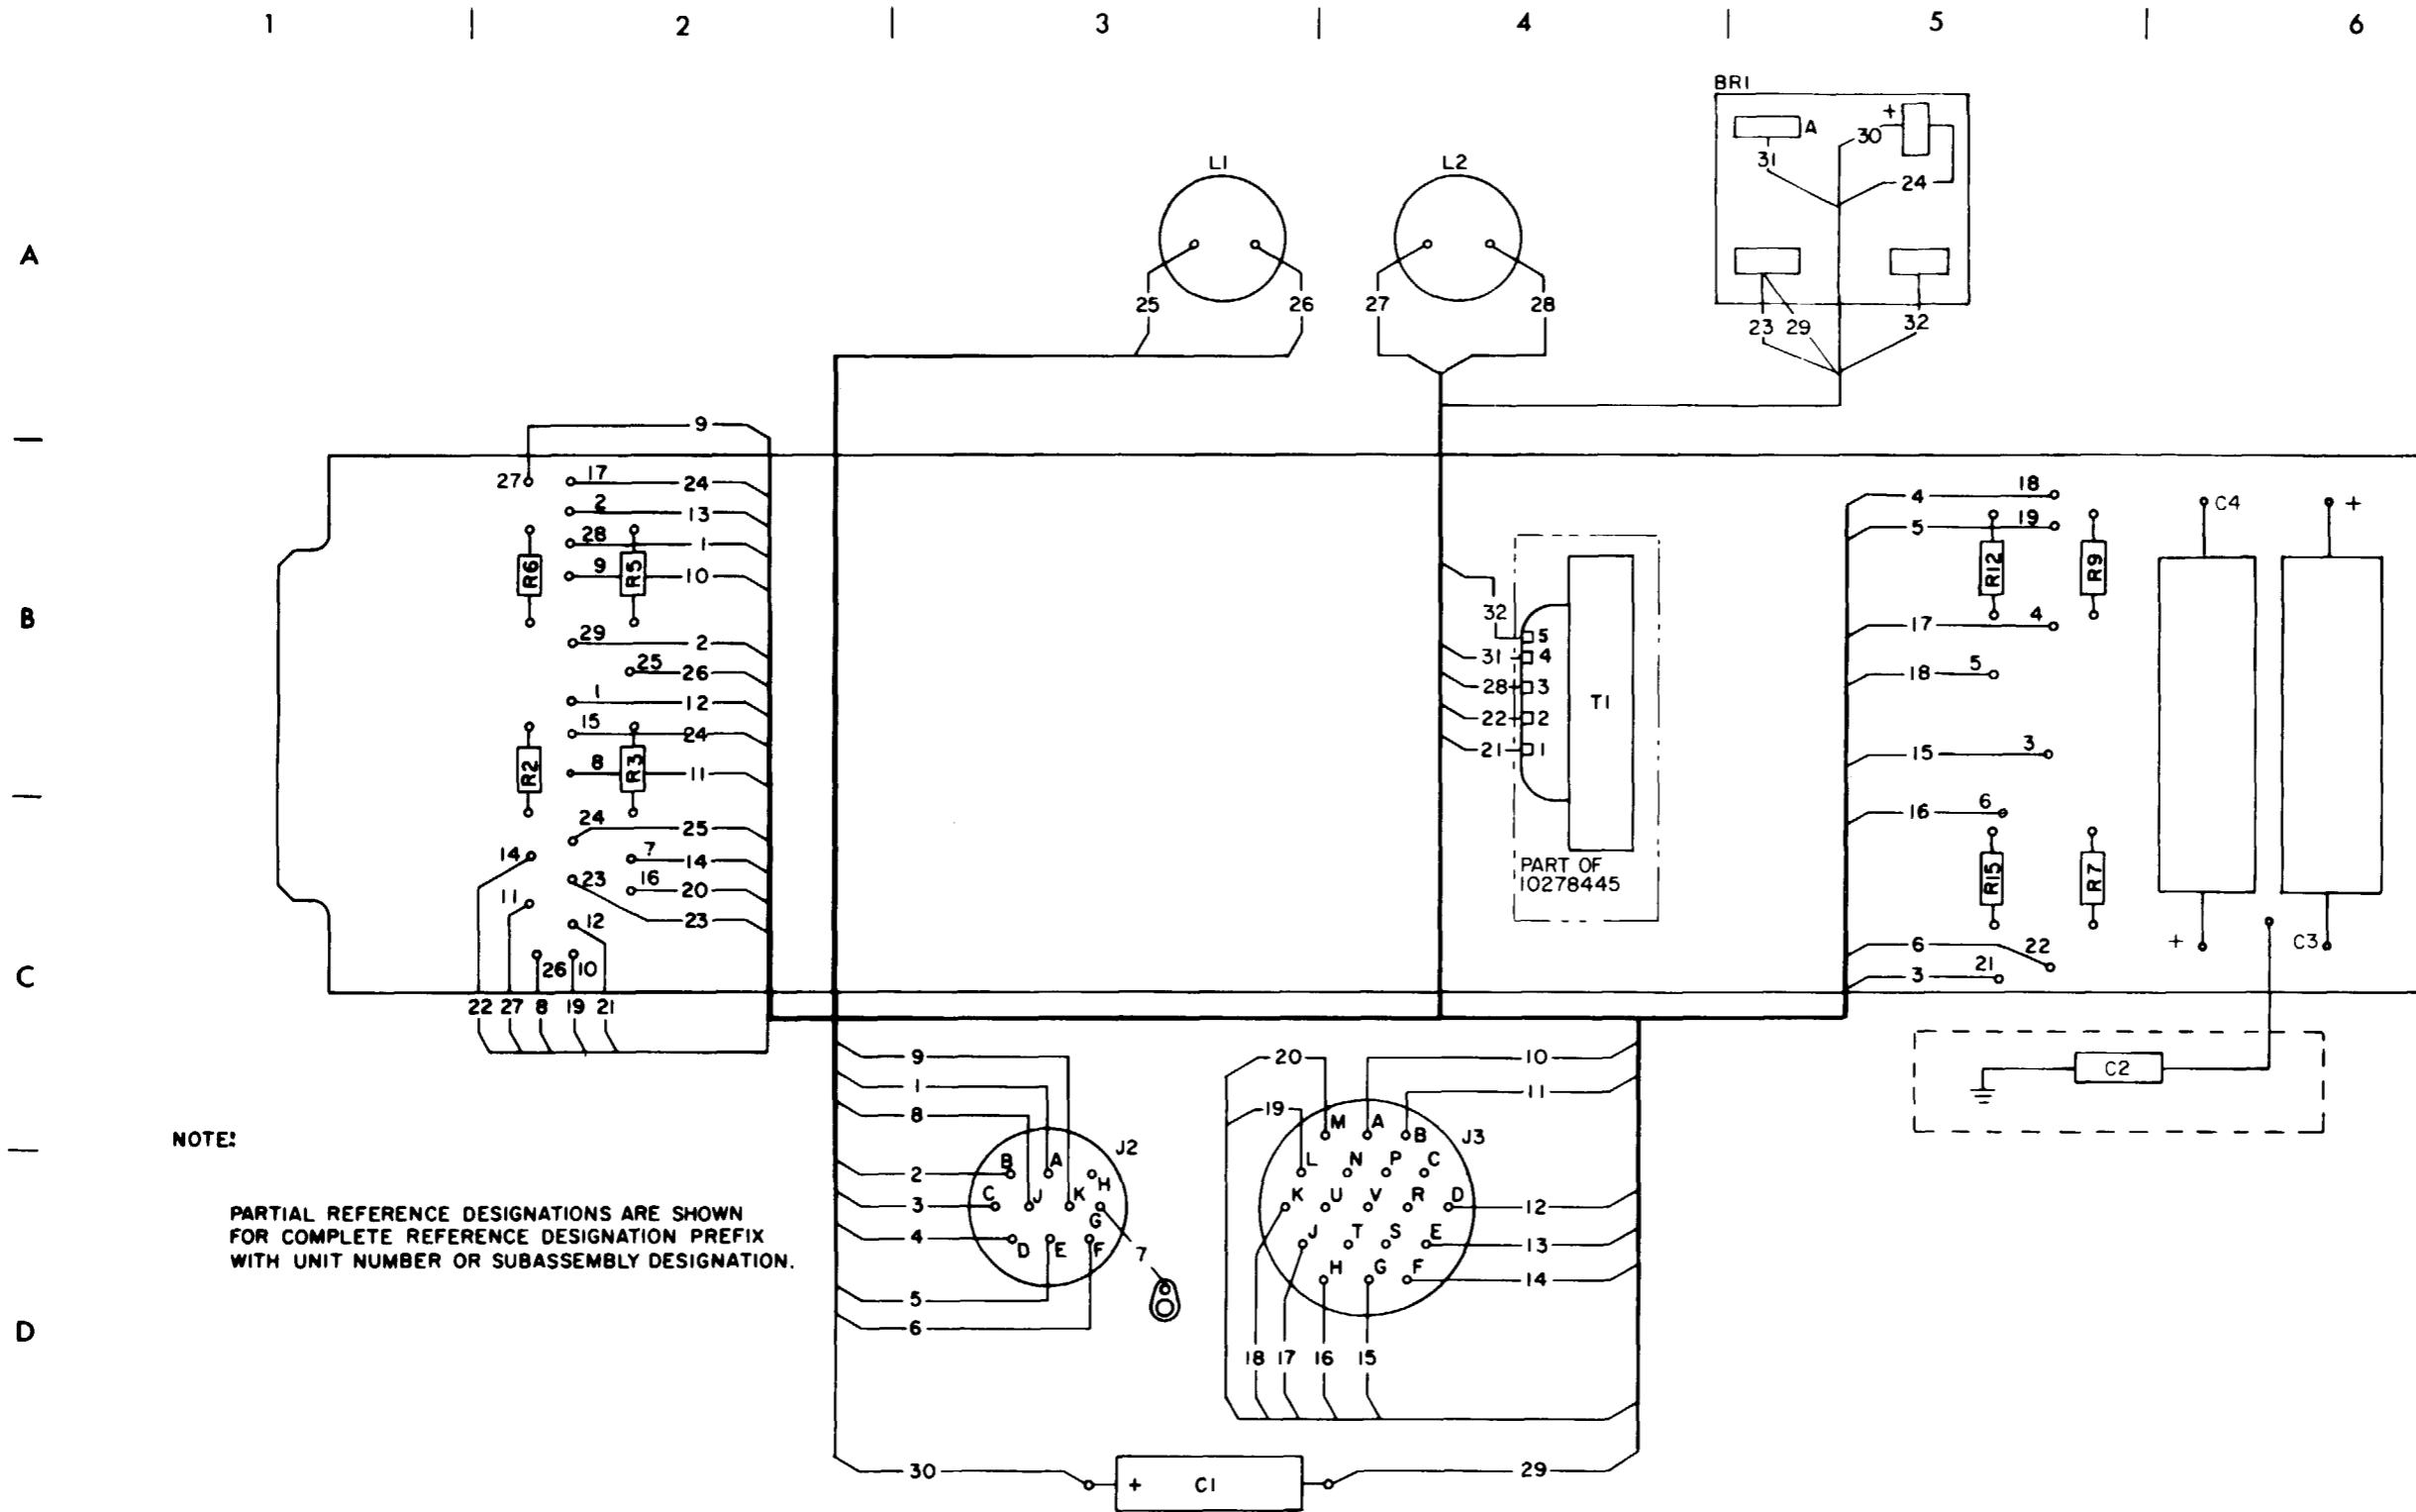 1 | 2 | 3 | 4 | 5 | 6
BR1
A + 30
31
24
L1 L2
A
25 26 27 28
23 29 32
9
27 17 24
2 13
28 1
R6 9 R5 10
29 2
25 26
1 12
15 24
R2 8 R3 11
24 25
14 7 14
23 16 20
11
23
12
26 10
22 27 8 19 21
B
32 5
31 4
28 3
22 2
21 1
T1
PART OF
10278445
4 18
5 19
R12 R9
17 4
18 5
15 3
16 6
R15 R7
6 22
3 21
C4 +
+ C3
C
C2
9
1
8
2
3
4
5
6
J2
B A H
C J K G
D E F
7
20 10
11
19
M A B J3
L N P C
K U V R D 12
J T S E 13
H G F 14
18 17 16 15
NOTE:
PARTIAL REFERENCE DESIGNATIONS ARE SHOWN
FOR COMPLETE REFERENCE DESIGNATION PREFIX
WITH UNIT NUMBER OR SUBASSEMBLY DESIGNATION.
D
30 + C1 29